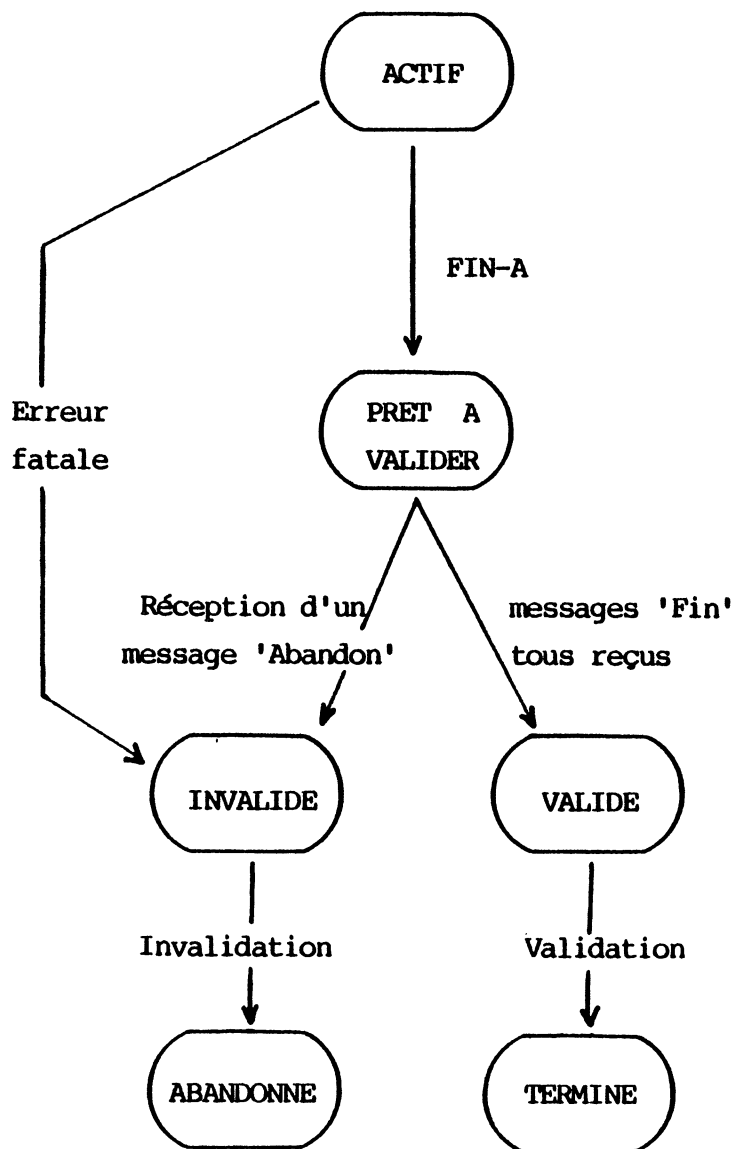 ACTIF
FIN-A
Erreur
fatale
PRET A
VALIDER
Réception d'un
message 'Abandon'
messages 'Fin'
tous reçus
INVALIDE
VALIDE
Invalidation
Validation
ABANDONNE
TERMINE